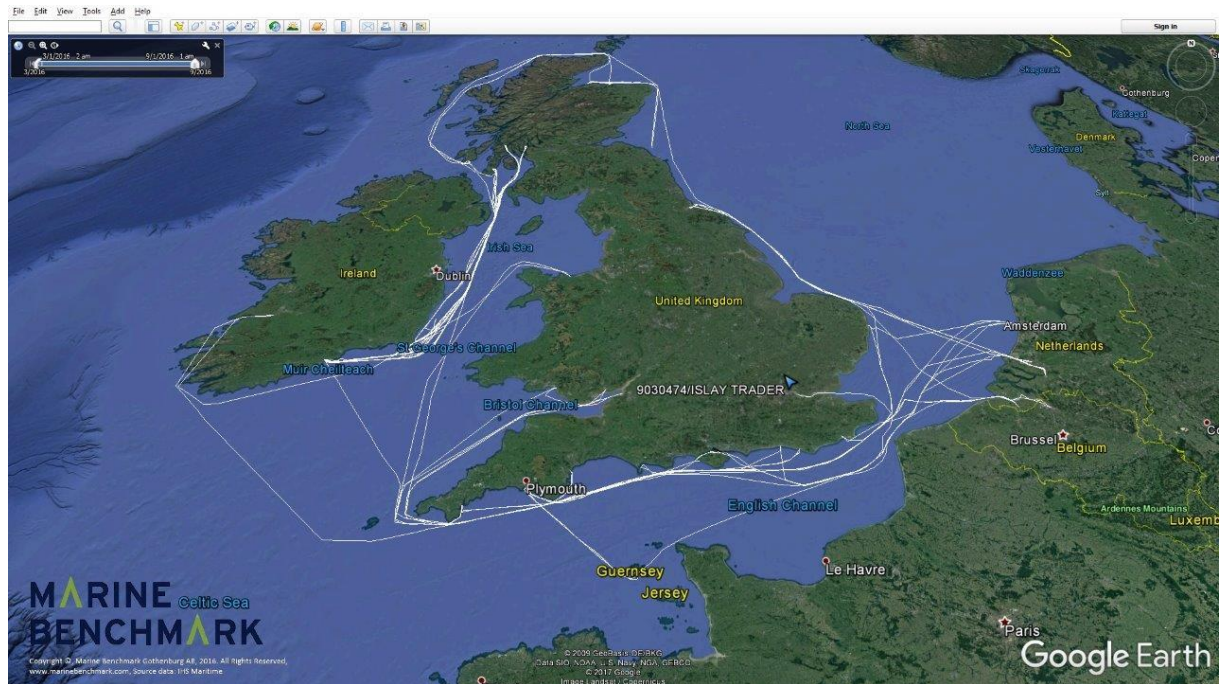 File Edit View Tools Add Help
Sign in
3/1/2016 2 am 9/1/2016 1 am
3/2016 9/2016
N
Skagerrak
Gothenburg
Kattegat
North Sea
Denmark
Vesterhavet
Copen
Sylt
Irish Sea
Waddenzee
Ireland
Dublin
United Kingdom
Amsterdam
Netherlands
St George's Channel
Muir Cheilteach
9030474/ISLAY TRADER
Bristol Channel
Brussel
Belgium
Plymouth
English Channel
Ardennes Mountains
Luxemb
Guernsey
Le Havre
Jersey
MARINE
Celtic Sea
BENCHMARK
Paris
Google Earth
Copyright ©, Marine Benchmark Gothenburg AB, 2016. All Rights Reserved,
www.marinebenchmark.com, Source data: IHS Maritime
© 2009 GeoBasis-DE/BKG
Data SIO, NOAA, U.S. Navy, NGA, GEBCO
© 2017 Google
Image Landsat / Copernicus